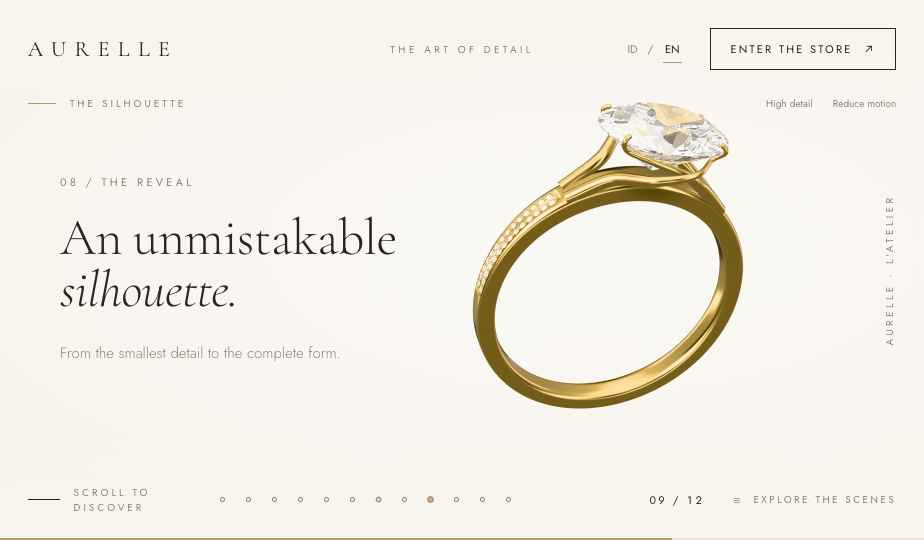 AURELLE
THE ART OF DETAIL
ID / EN
ENTER THE STORE ↗
THE SILHOUETTE
High detail
Reduce motion
08 / THE REVEAL
An unmistakable
silhouette.
From the smallest detail to the complete form.
AURELLE · L'ATELIER
SCROLL TO
DISCOVER
09 / 12
≡ EXPLORE THE SCENES